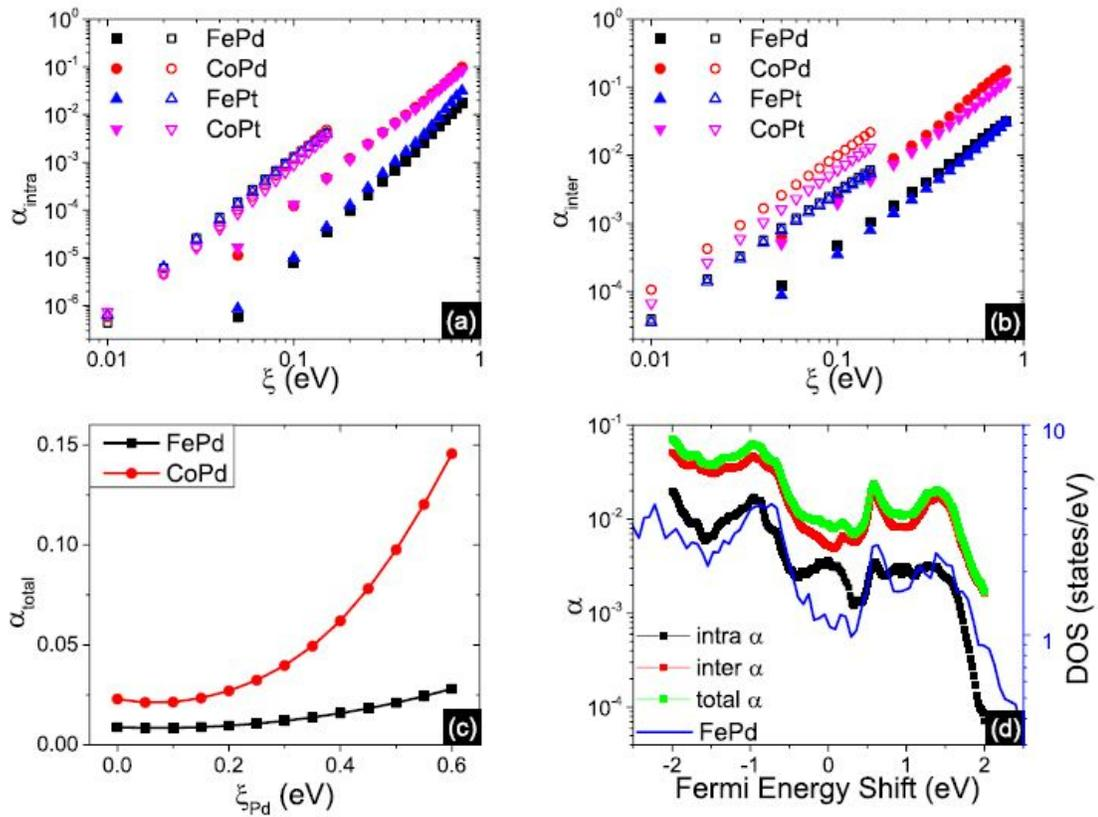 10^0
10^-1
10^-2
10^-3
10^-4
10^-5
10^-6
α_intra
FePd
CoPd
FePt
CoPt
(a)
0.01
0.1
1
ξ (eV)
10^0
10^-1
10^-2
10^-3
10^-4
α_inter
FePd
CoPd
FePt
CoPt
(b)
0.01
0.1
1
ξ (eV)
0.15
0.10
0.05
0.00
α_total
FePd
CoPd
(c)
0.0
0.2
0.4
0.6
ξ_Pd (eV)
10^-1
10^-2
10^-3
10^-4
α
intra α
inter α
total α
FePd
(d)
10
1
DOS (states/eV)
-2
-1
0
1
2
Fermi Energy Shift (eV)